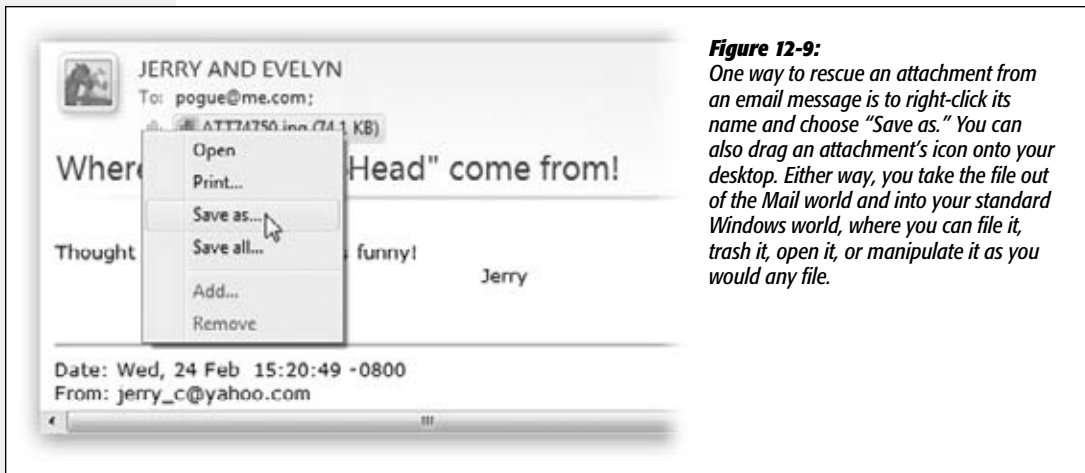 JERRY AND EVELYN
To: pogue@me.com;
ATT74750.jpg (74.1 KB)
Where Head" come from!
Open
Print...
Save as...
Save all...
Add...
Remove
Thought funny!
Jerry
Date: Wed, 24 Feb 15:20:49 -0800
From: jerry_c@yahoo.com
Figure 12-9:
One way to rescue an attachment from
an email message is to right-click its
name and choose “Save as.” You can
also drag an attachment’s icon onto your
desktop. Either way, you take the file out
of the Mail world and into your standard
Windows world, where you can file it,
trash it, open it, or manipulate it as you
would any file.